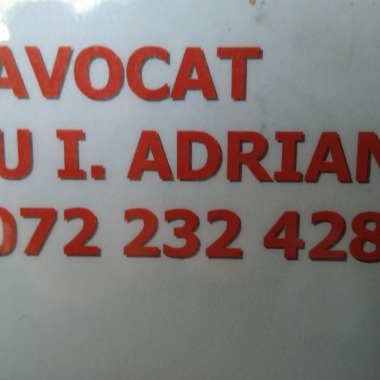 AVOCAT
U I. ADRIAN
072 232 428